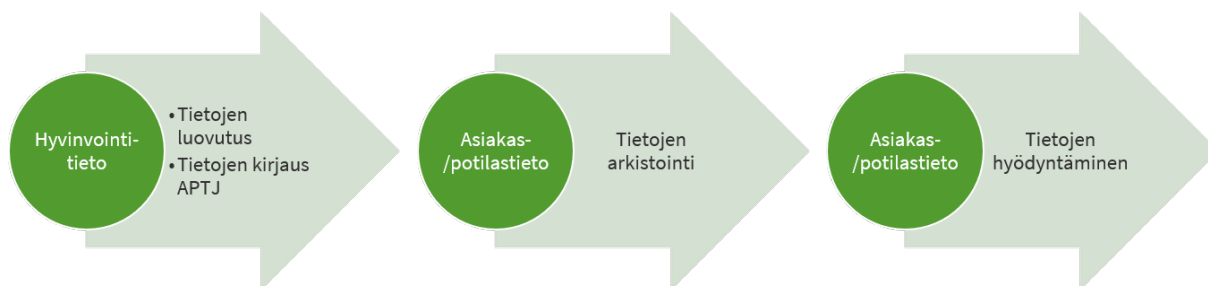 Hyvinvointi-
tieto
•Tietojen
luovutus
•Tietojen kirjaus
APTJ
Asiakas-
/potilastieto
Tietojen
arkistointi
Asiakas-
/potilastieto
Tietojen
hyödyntäminen